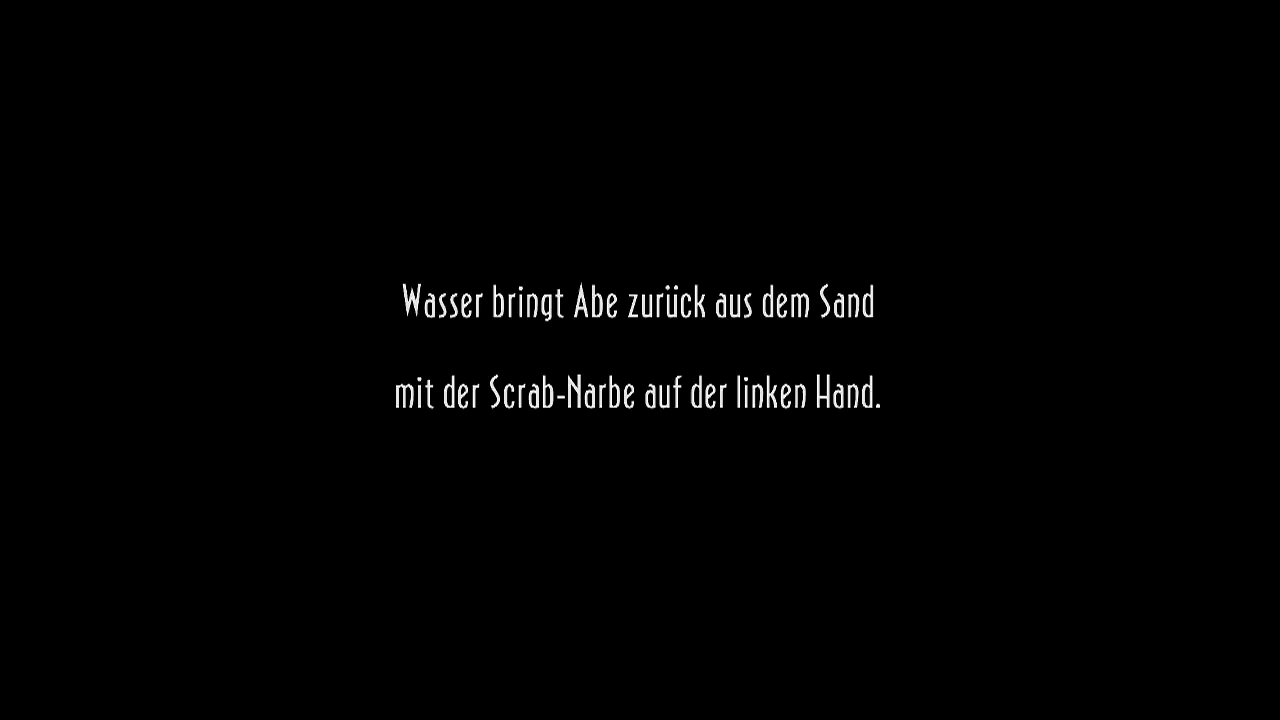 Wasser bringt Abe zurück aus dem Sand
mit der Scrab-Narbe auf der linken Hand.